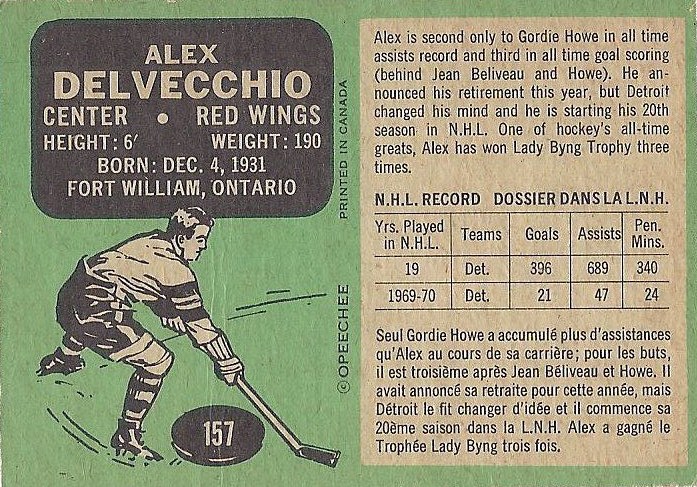 ALEX
DELVECCHIO
CENTER • RED WINGS
HEIGHT: 6' WEIGHT: 190
BORN: DEC. 4, 1931
FORT WILLIAM, ONTARIO
PRINTED IN CANADA
© OPEECHEE
157
Alex is second only to Gordie Howe in all time
assists record and third in all time goal scoring
(behind Jean Beliveau and Howe). He an-
nounced his retirement this year, but Detroit
changed his mind and he is starting his 20th
season in N.H.L. One of hockey's all-time
greats, Alex has won Lady Byng Trophy three
times.
N.H.L. RECORD DOSSIER DANS LA L.N.H.
Yrs. Played in N.H.L. Teams Goals Assists Pen. Mins.
19 Det. 396 689 340
1969-70 Det. 21 47 24
Seul Gordie Howe a accumulé plus d'assistances
qu'Alex au cours de sa carrière; pour les buts,
il est troisième après Jean Béliveau et Howe. Il
avait annoncé sa retraite pour cette année, mais
Détroit le fit changer d'idée et il commence sa
20ème saison dans la L.N.H. Alex a gagné le
Trophée Lady Byng trois fois.